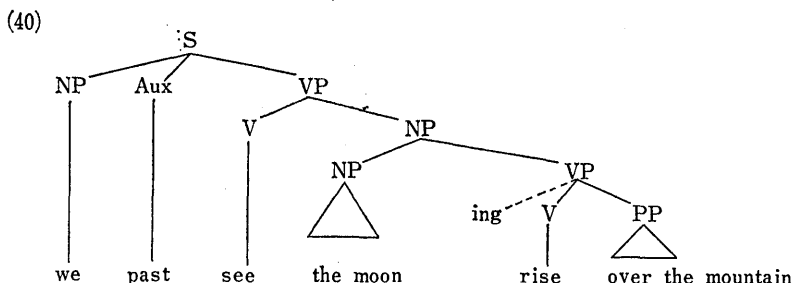 (40)
S
NP Aux VP
V NP
NP VP
ing V PP
we past see the moon rise over the mountain